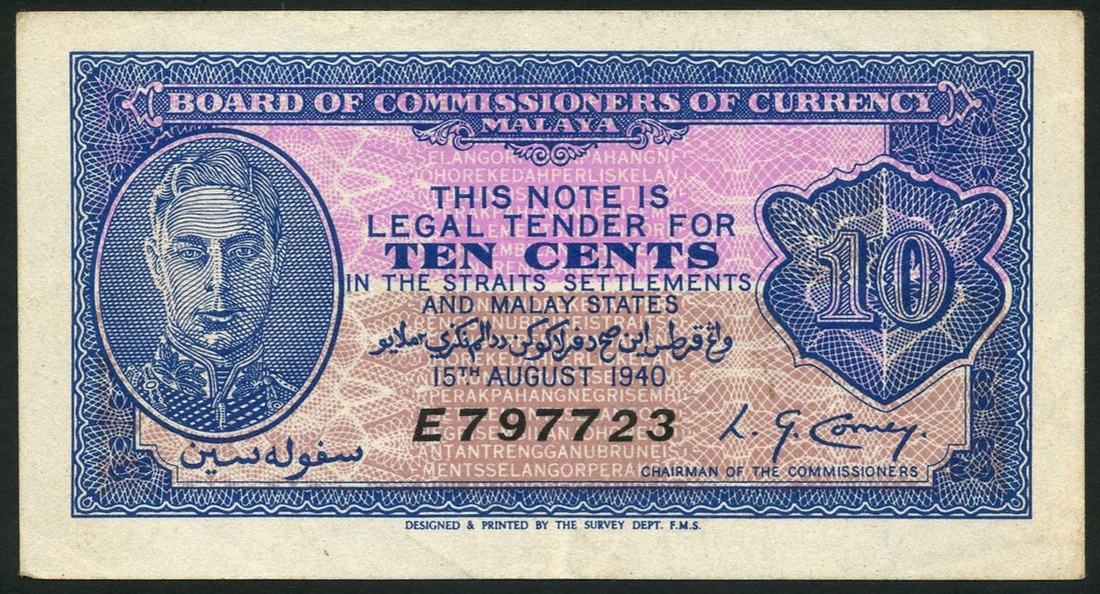 BOARD OF COMMISSIONERS OF CURRENCY
MALAYA
THIS NOTE IS
LEGAL TENDER FOR
TEN CENTS
IN THE STRAITS SETTLEMENTS
AND MALAY STATES
15TH AUGUST 1940
E797723
10
سفوله سين
L. G. Corney.
CHAIRMAN OF THE COMMISSIONERS
DESIGNED & PRINTED BY THE SURVEY DEPT. F.M.S.